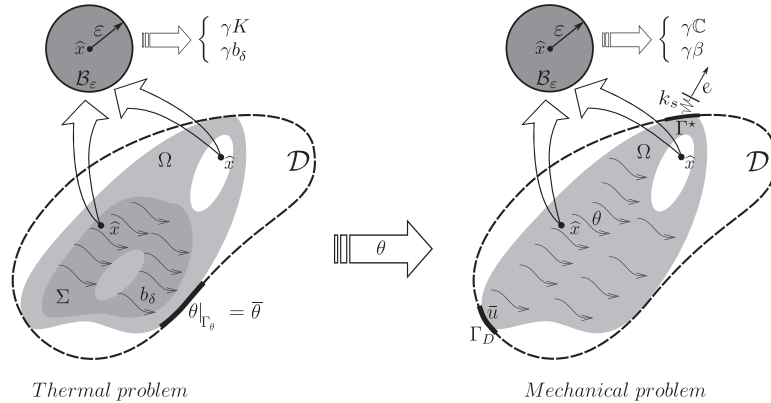 x̂ ε
ℬ_ε
{ γK
γb_δ
Ω
x̂
𝒟
x̂
Σ
b_δ
θ|_{Γ_θ} = θ̄
Thermal problem
θ
x̂ ε
ℬ_ε
{ γℂ
γβ
k_s
e
Γ*
Ω
x̂
𝒟
x̂
θ
ū
Γ_D
Mechanical problem